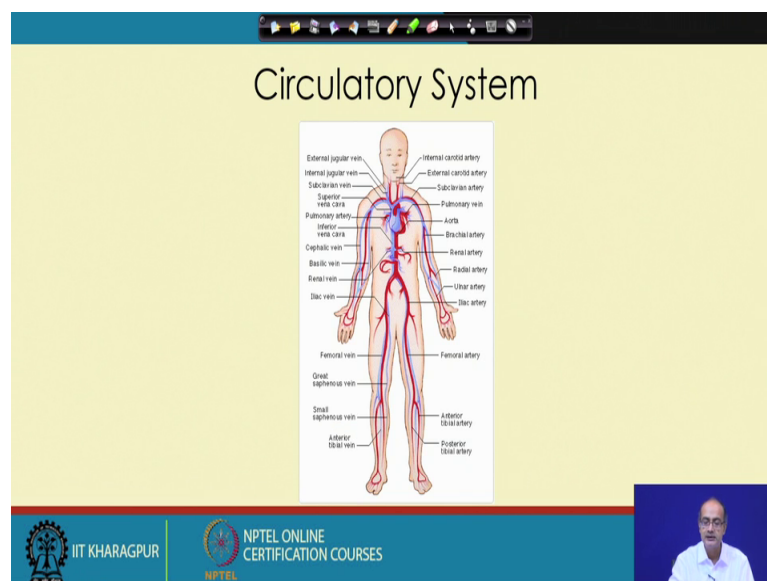 Circulatory System
External jugular vein
Internal jugular vein
Subclavian vein
Superior
vena cava
Pulmonary artery
Inferior
vena cava
Cephalic vein
Basilic vein
Renal vein
Iliac vein
Femoral vein
Great
saphenous vein
Small
saphenous vein
Anterior
tibial vein
Internal carotid artery
External carotid artery
Subclavian artery
Pulmonary vein
Aorta
Brachial artery
Renal artery
Radial artery
Ulnar artery
Iliac artery
Femoral artery
Anterior
tibial artery
Posterior
tibial artery
IIT KHARAGPUR
NPTEL
NPTEL ONLINE
CERTIFICATION COURSES